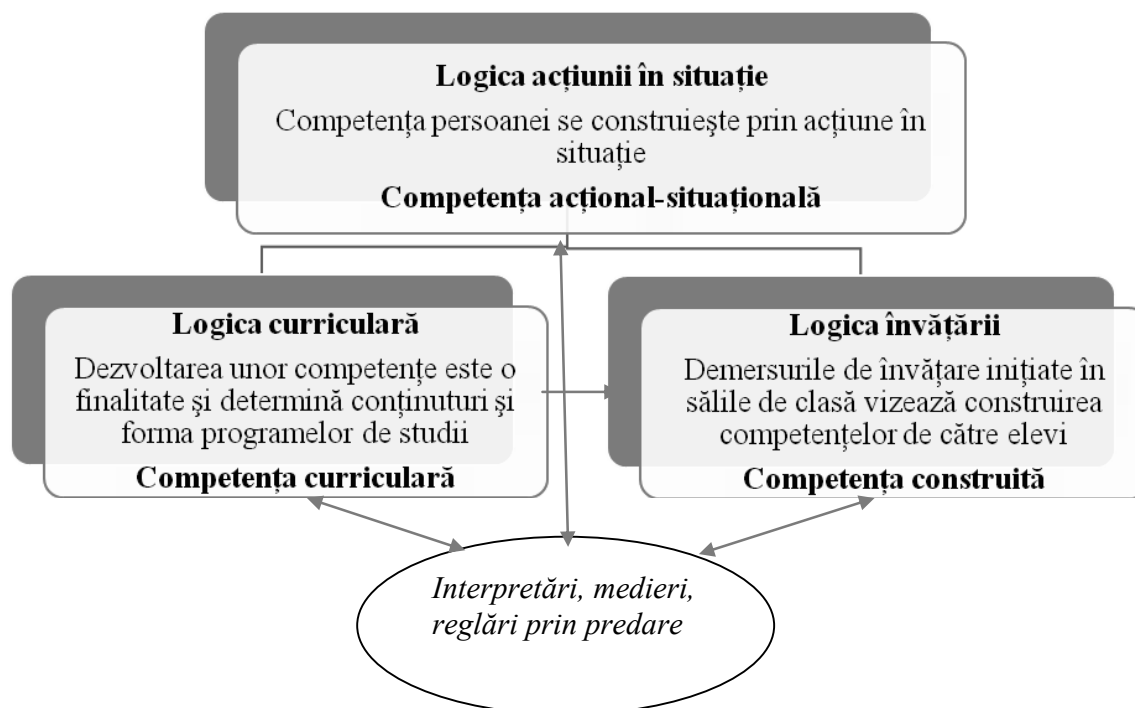 Logica acțiunii în situație
Competența persoanei se construiește prin acțiune în
situație
Competența acțional-situațională
Logica curriculară
Dezvoltarea unor competențe este o
finalitate și determină conținuturi și
forma programelor de studii
Competența curriculară
Logica învățării
Demersurile de învățare inițiate în
sălile de clasă vizează construirea
competențelor de către elevi
Competența construită
Interpretări, medieri,
reglări prin predare